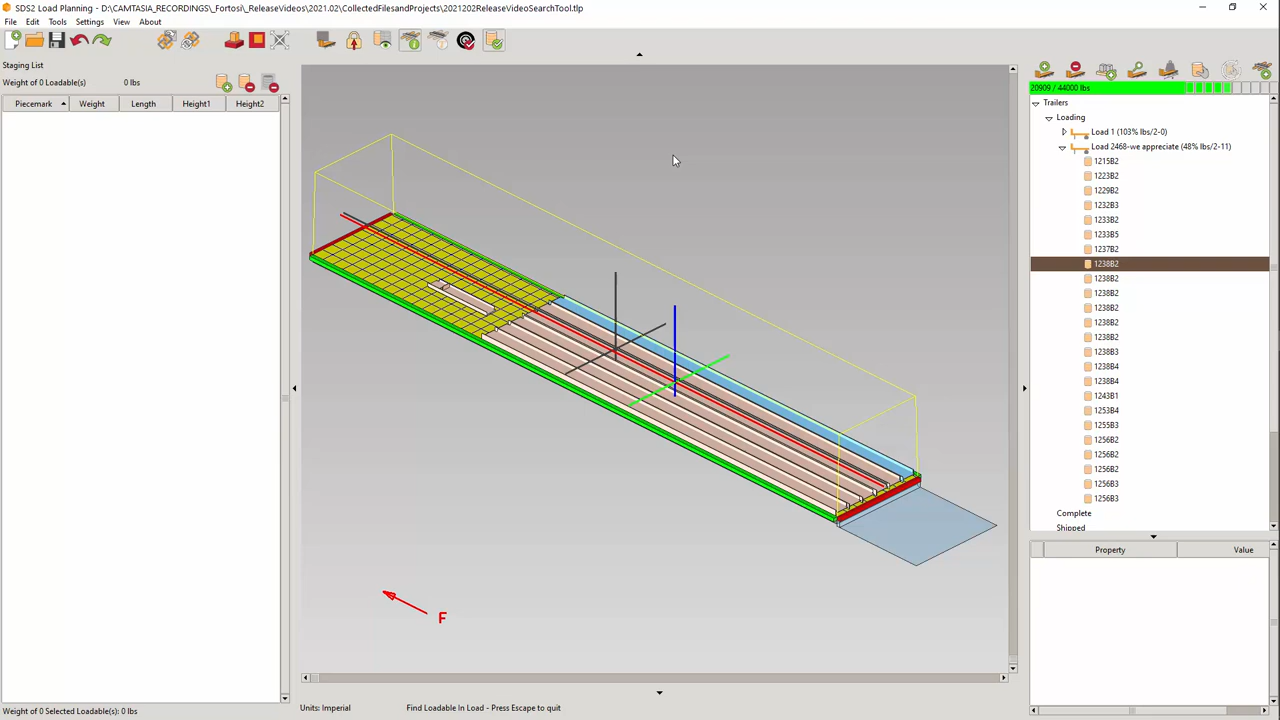 SDS2 Load Planning - D:\CAMTASIA_RECORDINGS\_Fortosi\_ReleaseVideos\2021.02\CollectedFilesandProjects\2021202ReleaseVideoSearchTool.tlp
File Edit Tools Settings View About
Staging List
Weight of 0 Loadable(s) 0 lbs
Piecemark Weight Length Height1 Height2
20909 / 44000 lbs
Trailers
Loading
Load 1 (103% lbs/2-0)
Load 2468-we appreciate (48% lbs/2-11)
1215B2
1223B2
1229B2
1232B3
1233B2
1233B5
1237B2
1238B2
1238B2
1238B2
1238B2
1238B2
1238B2
1238B3
1238B4
1238B4
1243B1
1253B4
1255B3
1256B2
1256B2
1256B2
1256B3
1256B3
Complete
Shipped
Property Value
F
Weight of 0 Selected Loadable(s): 0 lbs
Units: Imperial
Find Loadable In Load - Press Escape to quit